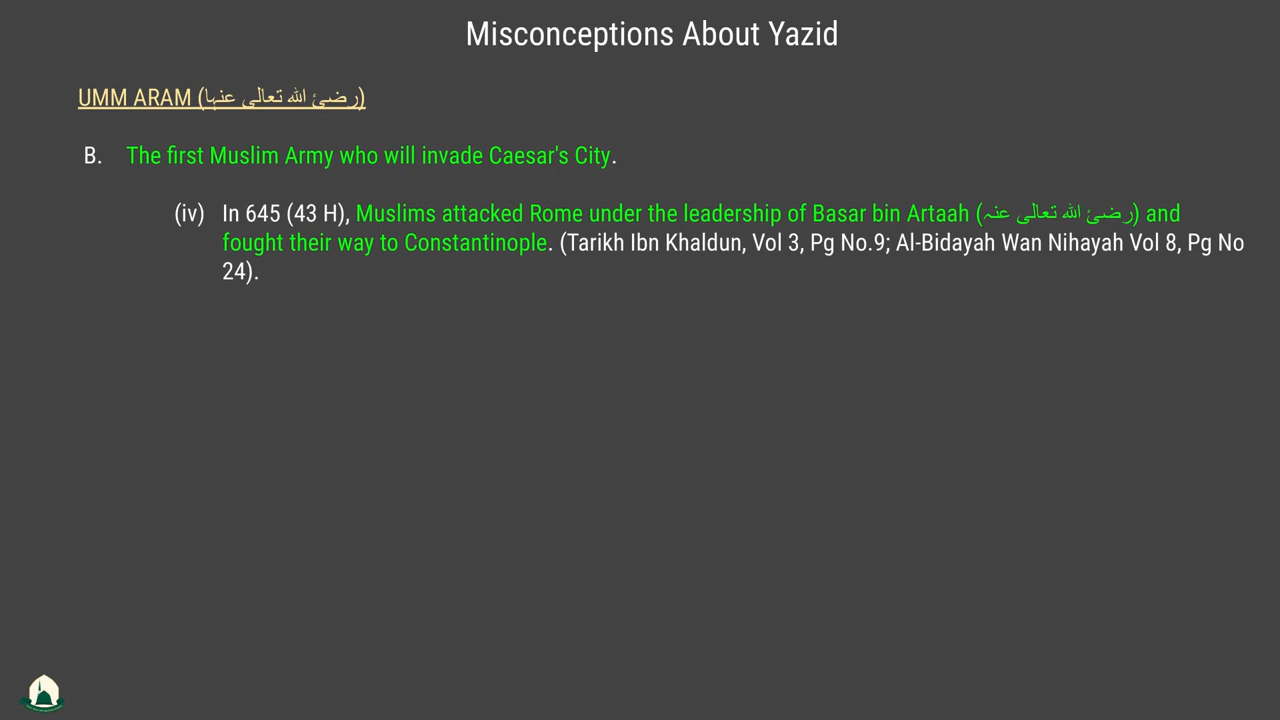 Misconceptions About Yazid
UMM ARAM (رضئ الله تعالى عنہا)
B. The first Muslim Army who will invade Caesar's City.
(iv) In 645 (43 H), Muslims attacked Rome under the leadership of Basar bin Artaah (رضئ الله تعالى عنہ) and
fought their way to Constantinople. (Tarikh Ibn Khaldun, Vol 3, Pg No.9; Al-Bidayah Wan Nihayah Vol 8, Pg No
24).